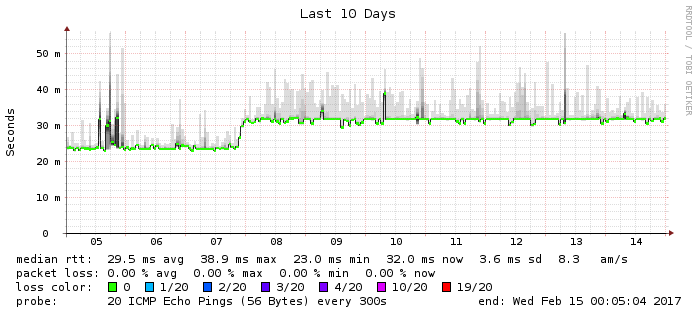 Last 10 Days
RRDTOOL / TOBI OETIKER
Seconds
50 m
40 m
30 m
20 m
10 m
0
05 06 07 08 09 10 11 12 13 14
median rtt: 29.5 ms avg 38.9 ms max 23.0 ms min 32.0 ms now 3.6 ms sd 8.3 am/s
packet loss: 0.00 % avg 0.00 % max 0.00 % min 0.00 % now
loss color: 0 1/20 2/20 3/20 4/20 10/20 19/20
probe: 20 ICMP Echo Pings (56 Bytes) every 300s end: Wed Feb 15 00:05:04 2017